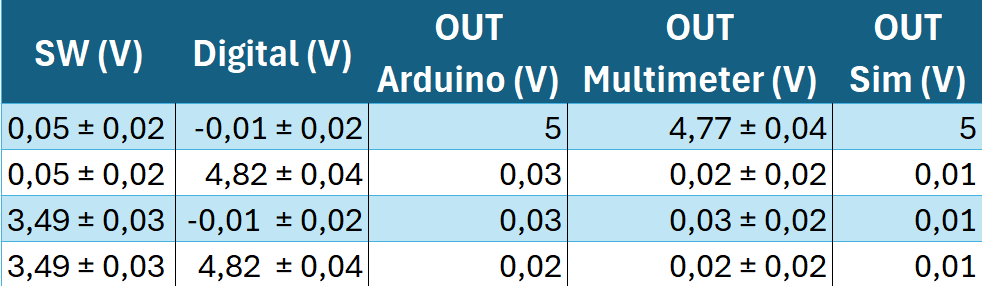 SW (V) Digital (V) OUT Arduino (V) OUT Multimeter (V) OUT Sim (V)
0,05 ± 0,02 -0,01 ± 0,02 5 4,77 ± 0,04 5
0,05 ± 0,02 4,82 ± 0,04 0,03 0,02 ± 0,02 0,01
3,49 ± 0,03 -0,01 ± 0,02 0,03 0,03 ± 0,02 0,01
3,49 ± 0,03 4,82 ± 0,04 0,02 0,02 ± 0,02 0,01